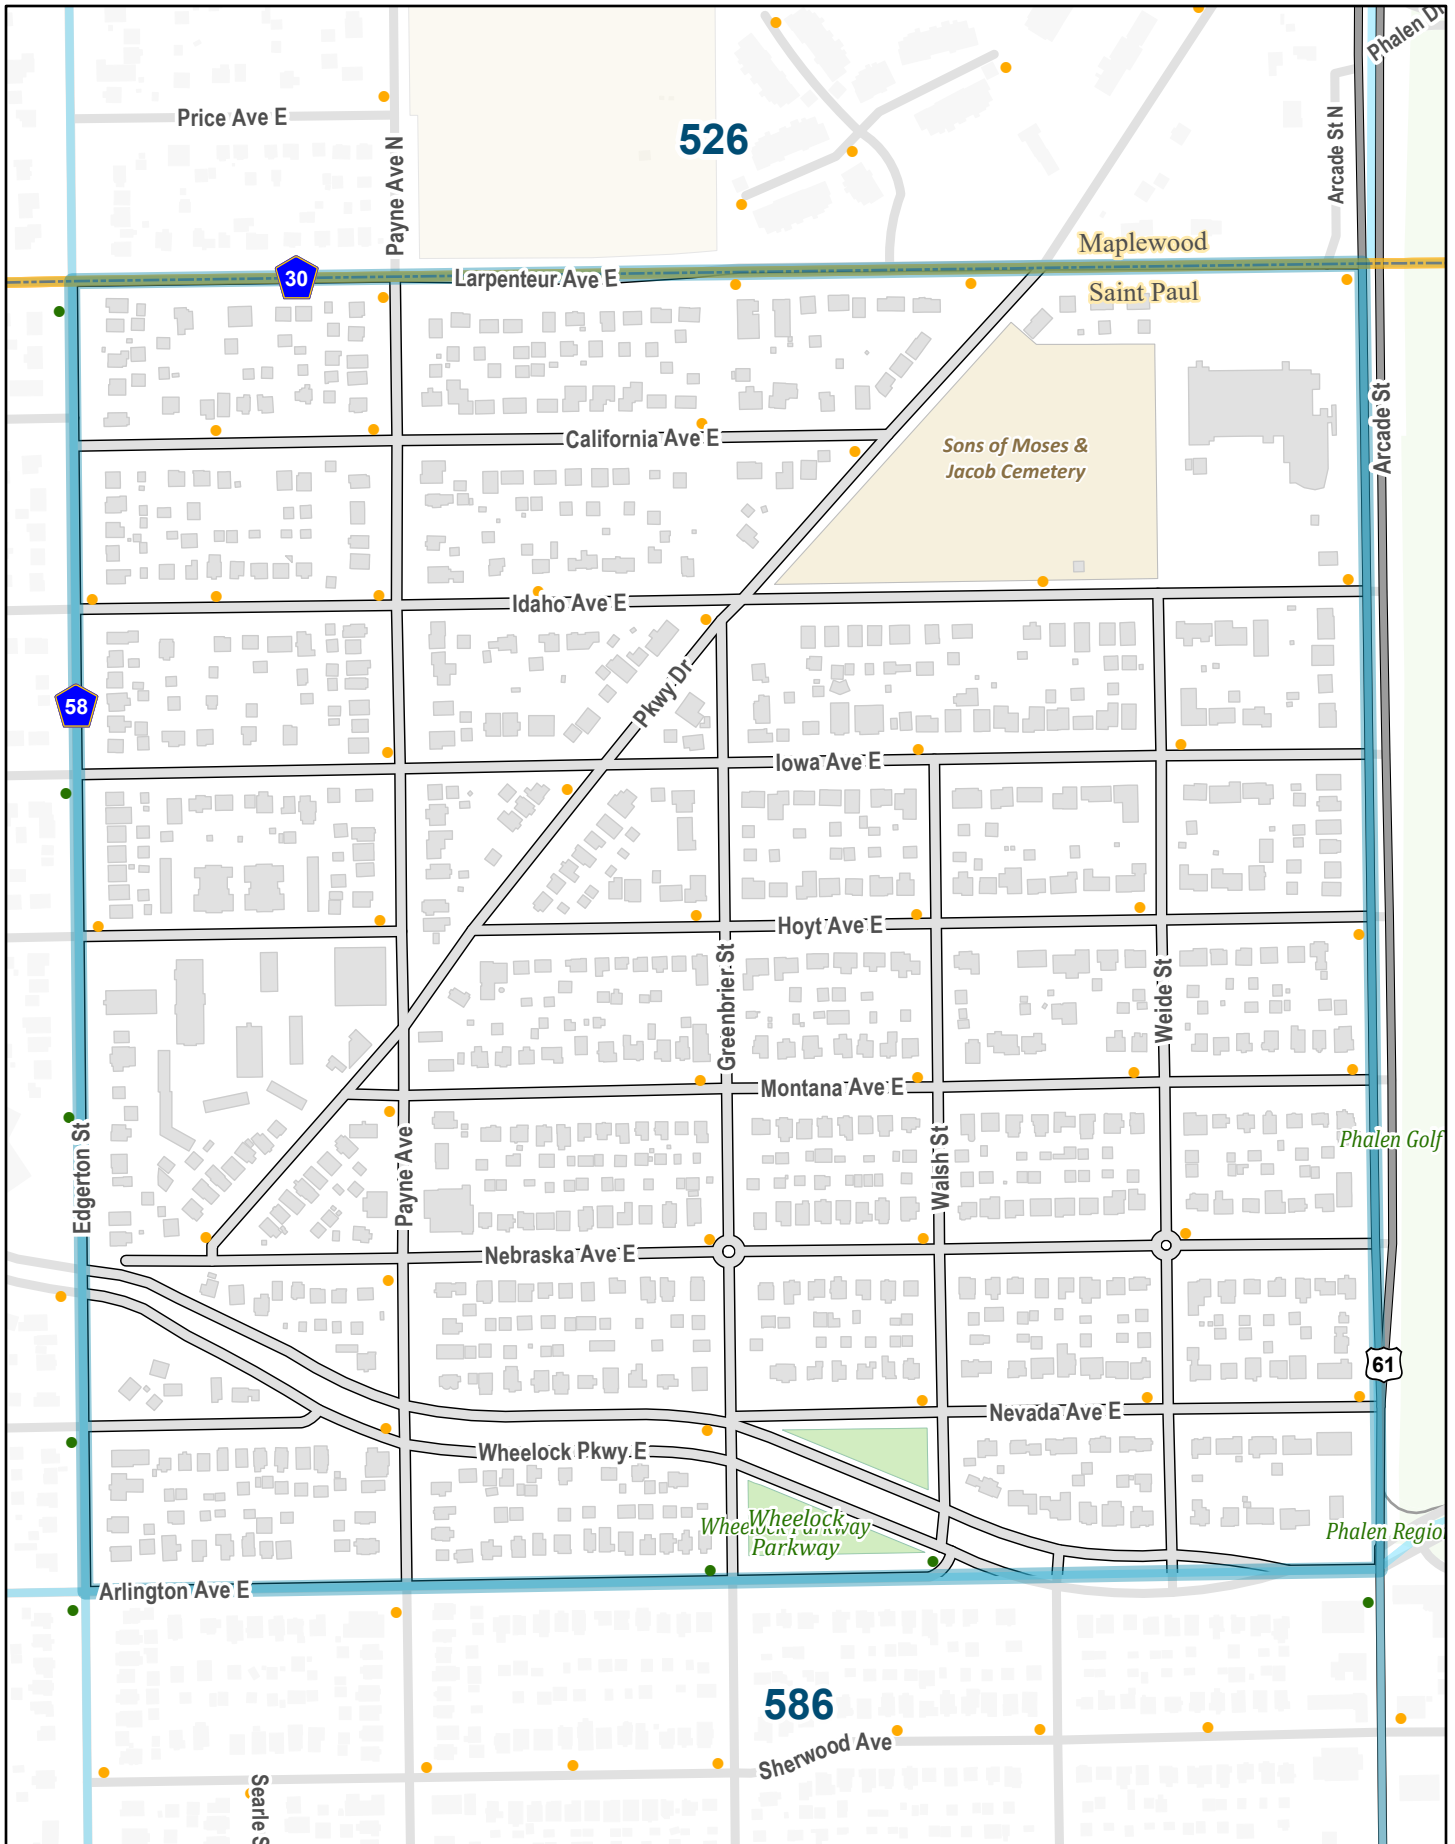 Phalen Dr
Price Ave E
526
Payne Ave N
Arcade St N
Maplewood
30
Larpenteur Ave E
Saint Paul
Arcade St
California Ave E
Sons of Moses &
Jacob Cemetery
Idaho Ave E
Pkwy Dr
58
Iowa Ave E
Hoyt Ave E
Greenbrier St
Weide St
Montana Ave E
Edgerton St
Payne Ave
Walsh St
Phalen Golf
Nebraska Ave E
61
Nevada Ave E
Wheelock Pkwy E
Wheelock Parkway
Wheelock
Parkway
Phalen Regio
Arlington Ave E
586
Sherwood Ave
Searle S